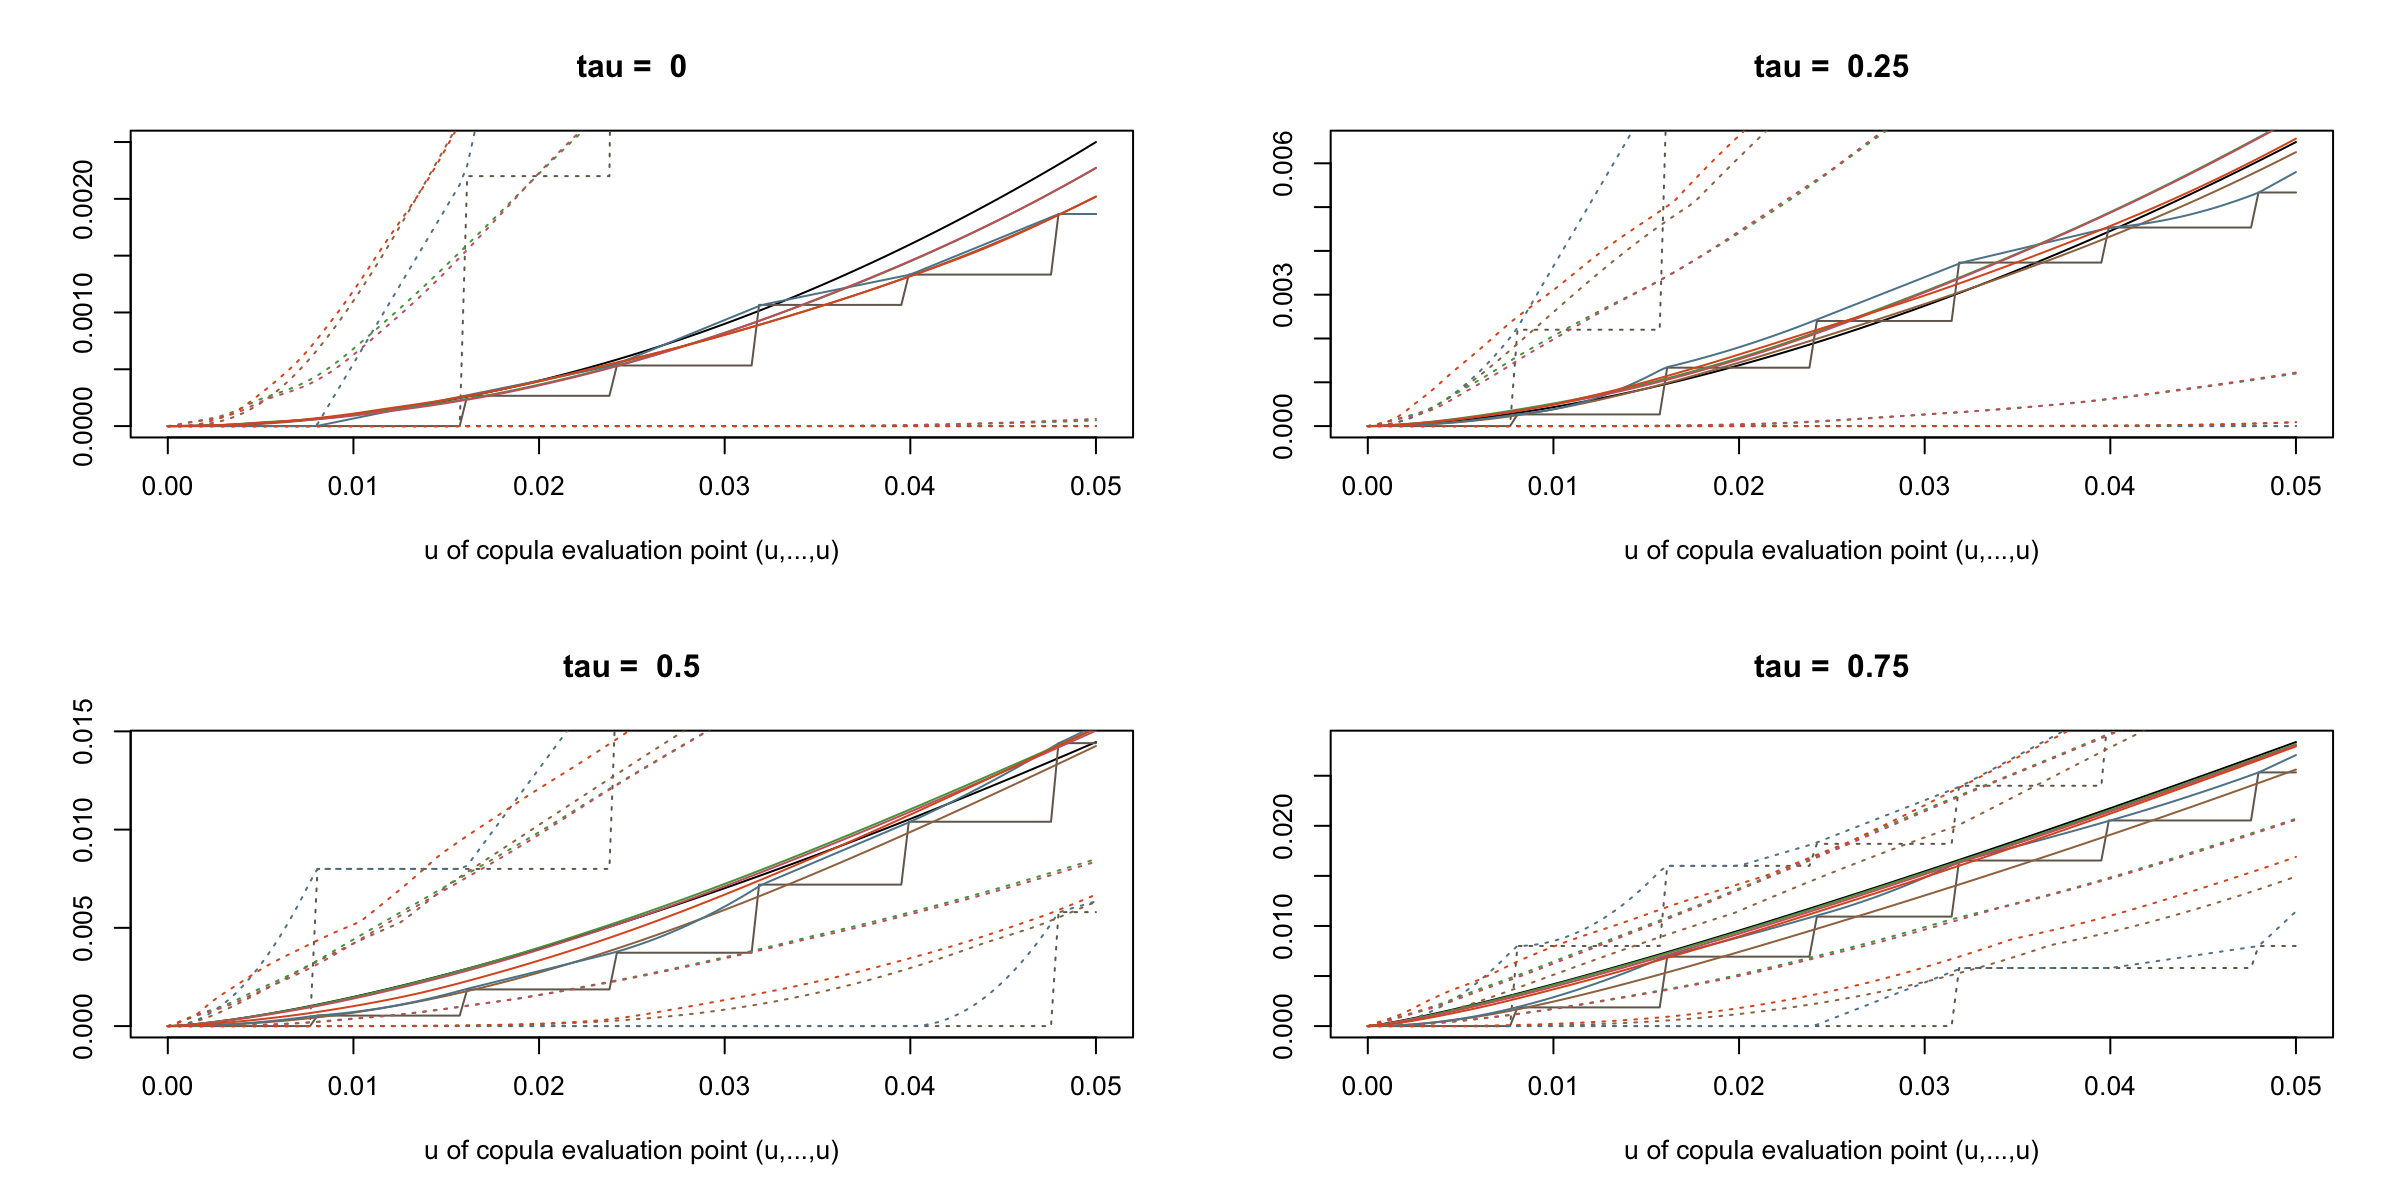 tau = 0
0.0020
0.0010
0.0000
0.00 0.01 0.02 0.03 0.04 0.05
u of copula evaluation point (u,...,u)
tau = 0.25
0.006
0.003
0.000
0.00 0.01 0.02 0.03 0.04 0.05
u of copula evaluation point (u,...,u)
tau = 0.5
0.015
0.010
0.005
0.000
0.00 0.01 0.02 0.03 0.04 0.05
u of copula evaluation point (u,...,u)
tau = 0.75
0.020
0.010
0.000
0.00 0.01 0.02 0.03 0.04 0.05
u of copula evaluation point (u,...,u)